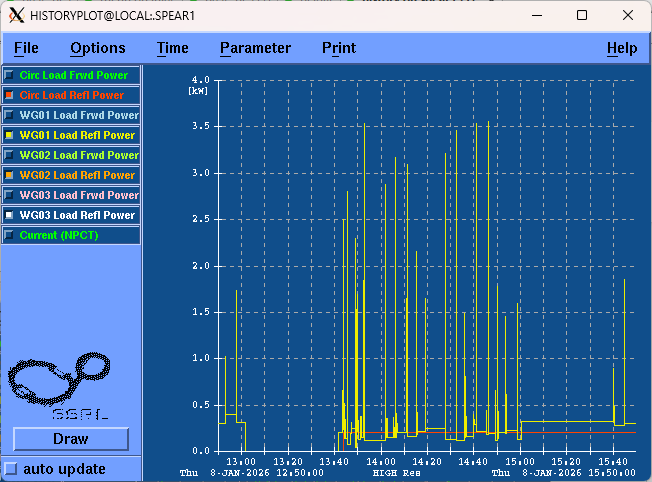 HISTORYPLOT@LOCAL:.SPEAR1
File Options Time Parameter Print Help
Circ Load Frwd Power
Circ Load Refl Power
WG01 Load Frwd Power
WG01 Load Refl Power
WG02 Load Frwd Power
WG02 Load Refl Power
WG03 Load Frwd Power
WG03 Load Refl Power
Current (NPCT)
SSRL
Draw
auto update
4.0
[kW]
3.5
3.0
2.5
2.0
1.5
1.0
0.5
0.0
13:00 13:20 13:40 14:00 14:20 14:40 15:00 15:20 15:40
Thu 8-JAN-2026 12:50:00 HIGH Res Thu 8-JAN-2026 15:50:00